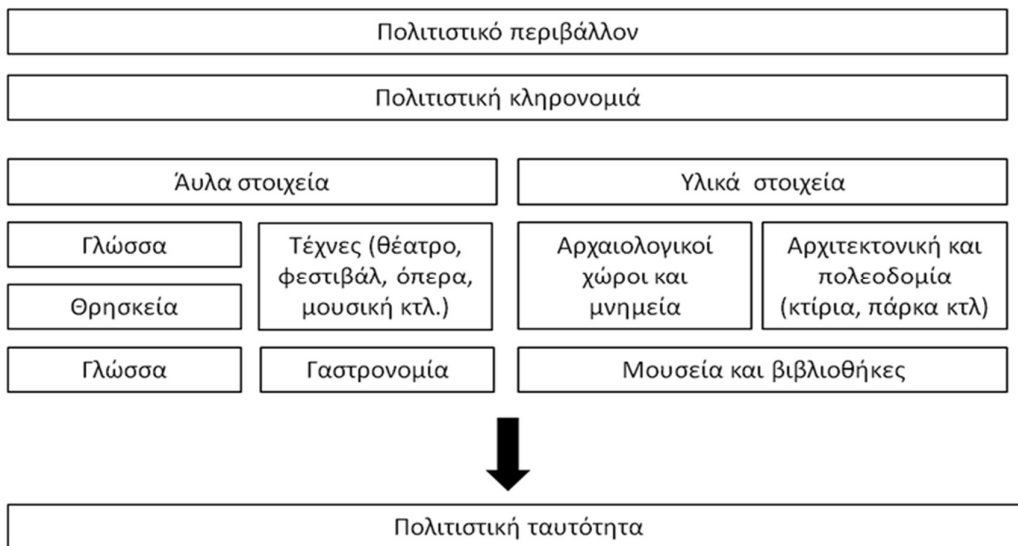 Πολιτιστικό περιβάλλον
Πολιτιστική κληρονομιά
Άυλα στοιχεία
Υλικά στοιχεία
Γλώσσα
Θρησκεία
Γλώσσα
Τέχνες (θέατρο,
φεστιβάλ, όπερα,
μουσική κτλ.)
Γαστρονομία
Αρχαιολογικοί
χώροι και
μνημεία
Αρχιτεκτονική και
πολεοδομία
(κτίρια, πάρκα κτλ)
Μουσεία και βιβλιοθήκες
Πολιτιστική ταυτότητα